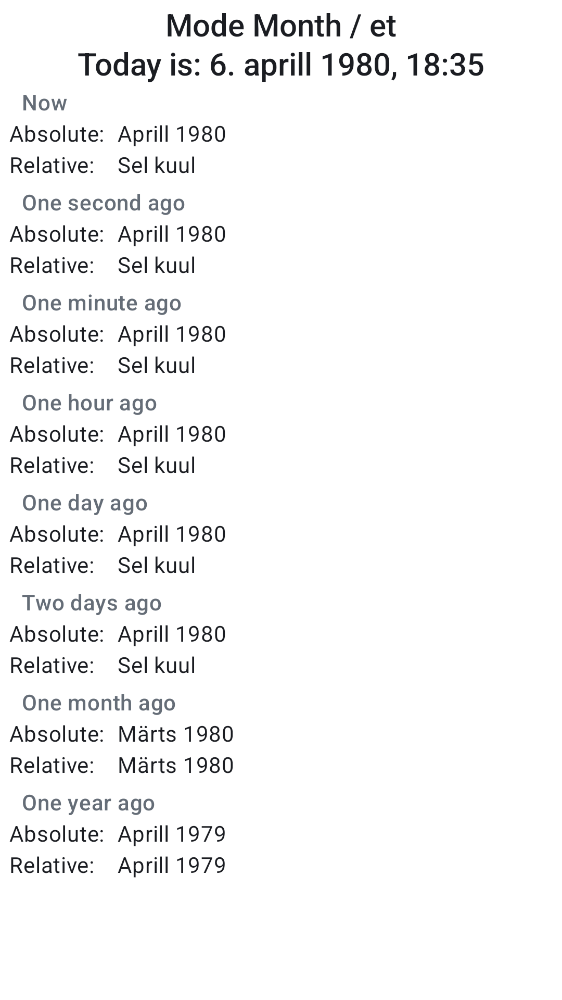 Mode Month / et
Today is: 6. aprill 1980, 18:35
Now
Absolute: Aprill 1980
Relative: Sel kuul
One second ago
Absolute: Aprill 1980
Relative: Sel kuul
One minute ago
Absolute: Aprill 1980
Relative: Sel kuul
One hour ago
Absolute: Aprill 1980
Relative: Sel kuul
One day ago
Absolute: Aprill 1980
Relative: Sel kuul
Two days ago
Absolute: Aprill 1980
Relative: Sel kuul
One month ago
Absolute: Märts 1980
Relative: Märts 1980
One year ago
Absolute: Aprill 1979
Relative: Aprill 1979